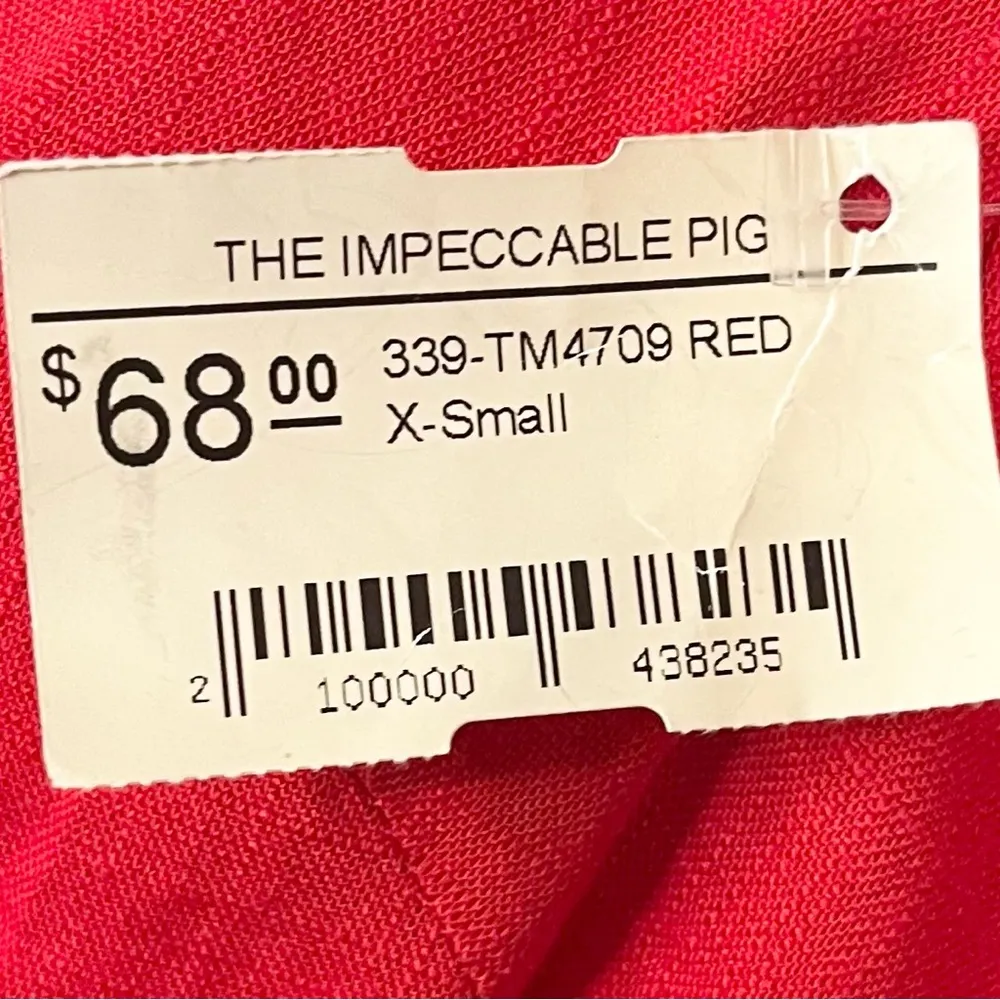 THE IMPECCABLE PIG
$68.00 339-TM4709 RED
X-Small
2 100000 438235